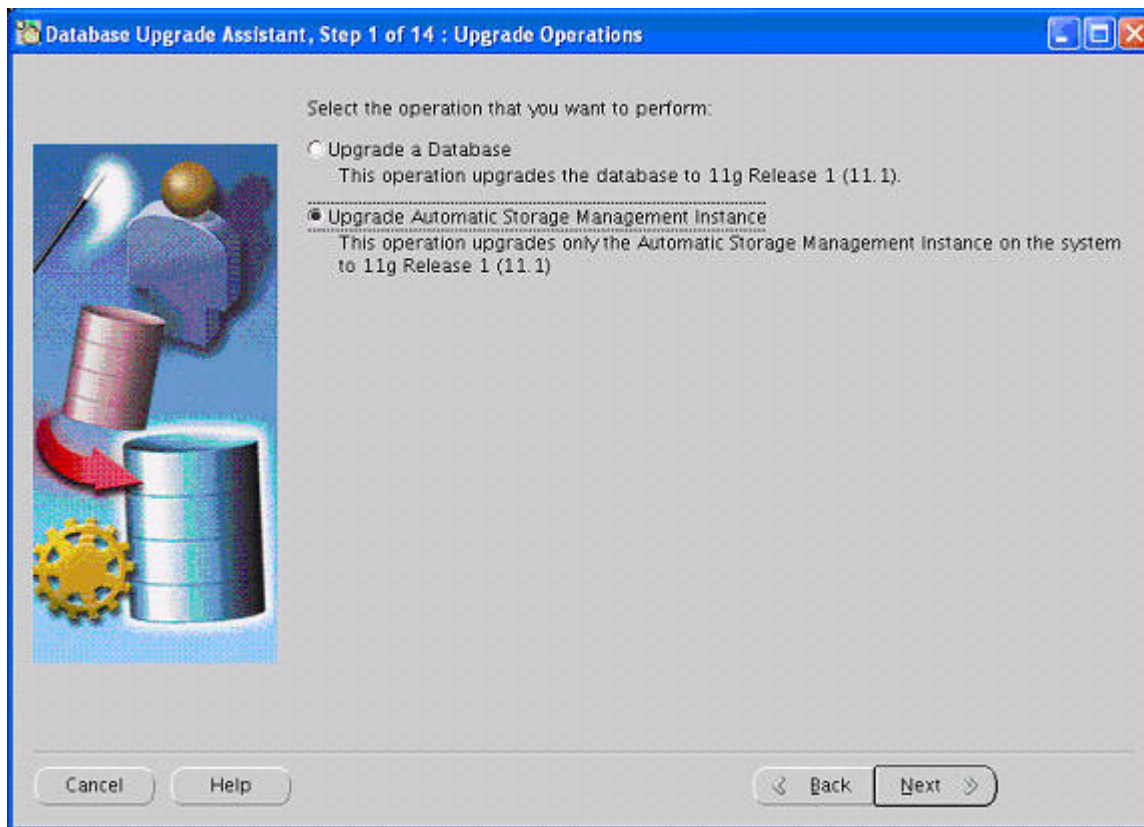 Database Upgrade Assistant, Step 1 of 14 : Upgrade Operations
Select the operation that you want to perform:
Upgrade a Database
This operation upgrades the database to 11g Release 1 (11.1).
Upgrade Automatic Storage Management Instance
This operation upgrades only the Automatic Storage Management Instance on the system
to 11g Release 1 (11.1)
Cancel
Help
Back
Next